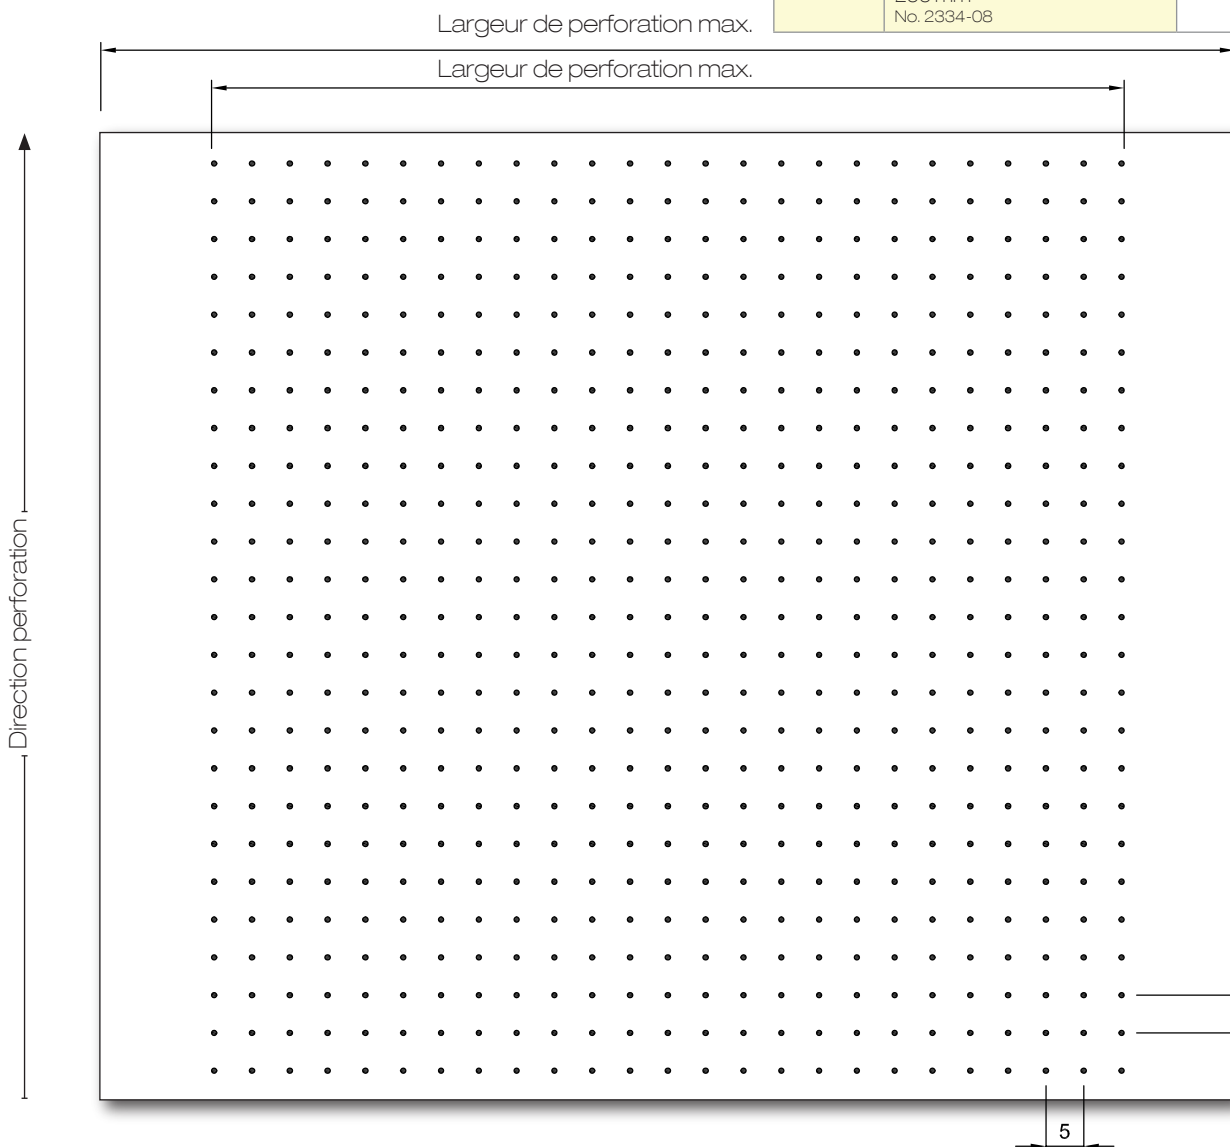 No. 2334-08
Largeur de perforation max.
Largeur de perforation max.
Direction perforation
5